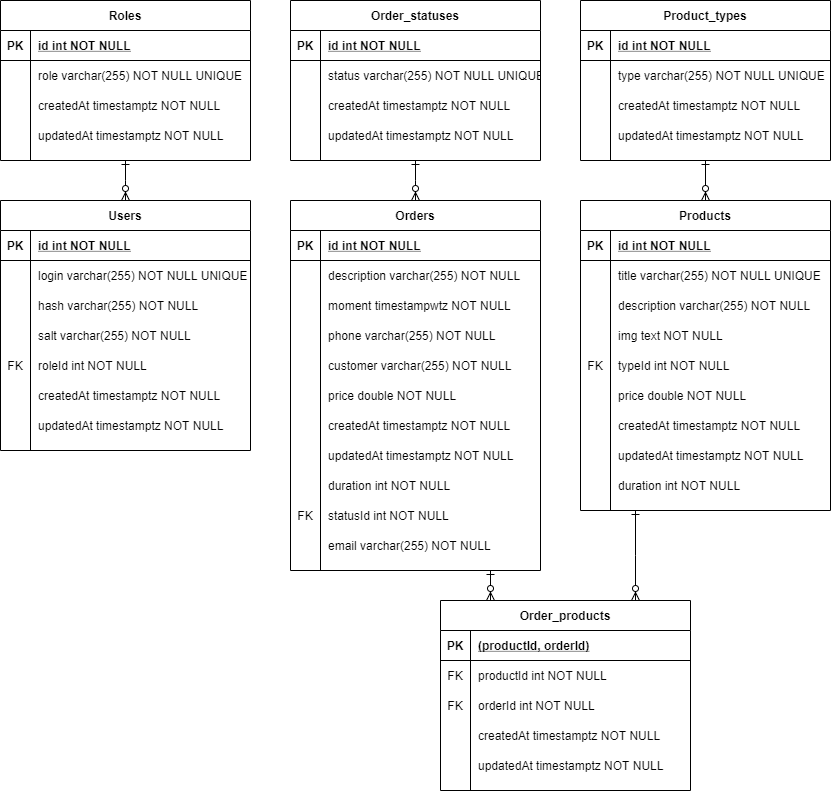 Roles
PK id int NOT NULL
role varchar(255) NOT NULL UNIQUE
createdAt timestamptz NOT NULL
updatedAt timestamptz NOT NULL
Order_statuses
PK id int NOT NULL
status varchar(255) NOT NULL UNIQUE
createdAt timestamptz NOT NULL
updatedAt timestamptz NOT NULL
Product_types
PK id int NOT NULL
type varchar(255) NOT NULL UNIQUE
createdAt timestamptz NOT NULL
updatedAt timestamptz NOT NULL
Users
PK id int NOT NULL
login varchar(255) NOT NULL UNIQUE
hash varchar(255) NOT NULL
salt varchar(255) NOT NULL
FK roleId int NOT NULL
createdAt timestamptz NOT NULL
updatedAt timestamptz NOT NULL
Orders
PK id int NOT NULL
description varchar(255) NOT NULL
moment timestampwtz NOT NULL
phone varchar(255) NOT NULL
customer varchar(255) NOT NULL
price double NOT NULL
createdAt timestamptz NOT NULL
updatedAt timestamptz NOT NULL
duration int NOT NULL
FK statusId int NOT NULL
email varchar(255) NOT NULL
Products
PK id int NOT NULL
title varchar(255) NOT NULL UNIQUE
description varchar(255) NOT NULL
img text NOT NULL
FK typeId int NOT NULL
price double NOT NULL
createdAt timestamptz NOT NULL
updatedAt timestamptz NOT NULL
duration int NOT NULL
Order_products
PK (productId, orderId)
FK productId int NOT NULL
FK orderId int NOT NULL
createdAt timestamptz NOT NULL
updatedAt timestamptz NOT NULL